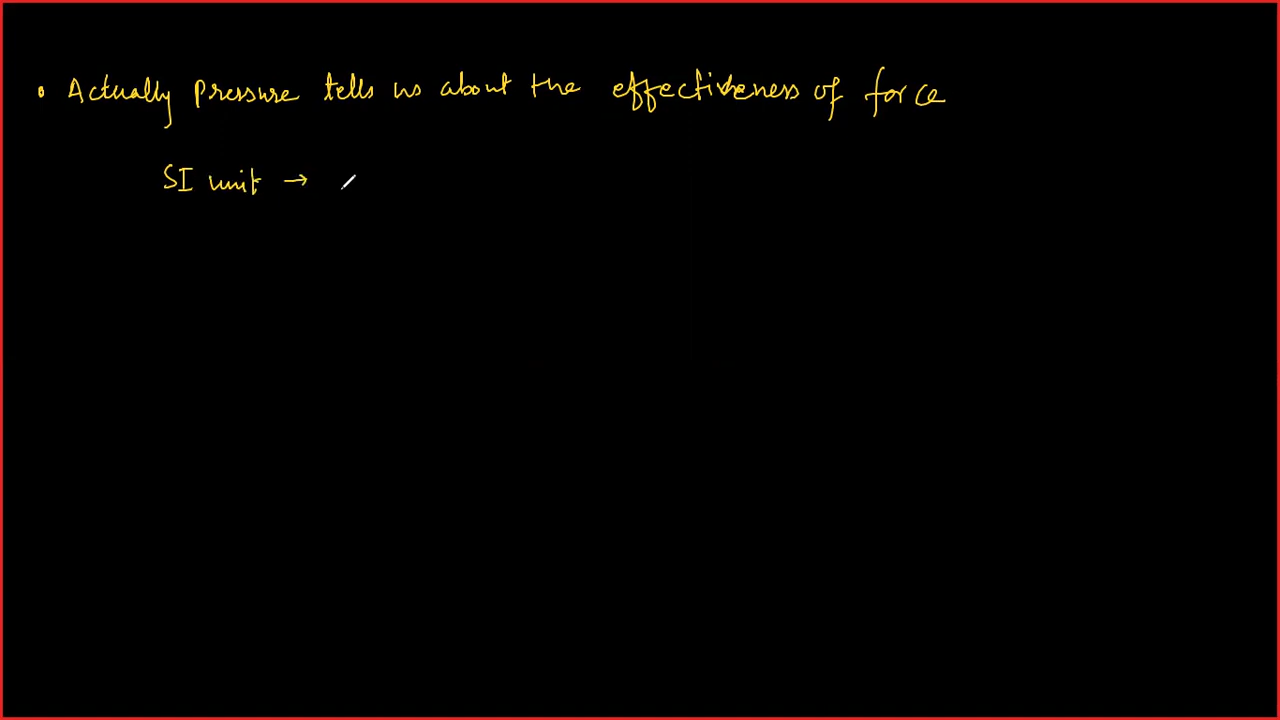 • Actually pressure tells us about the effectiveness of force
SI unit →